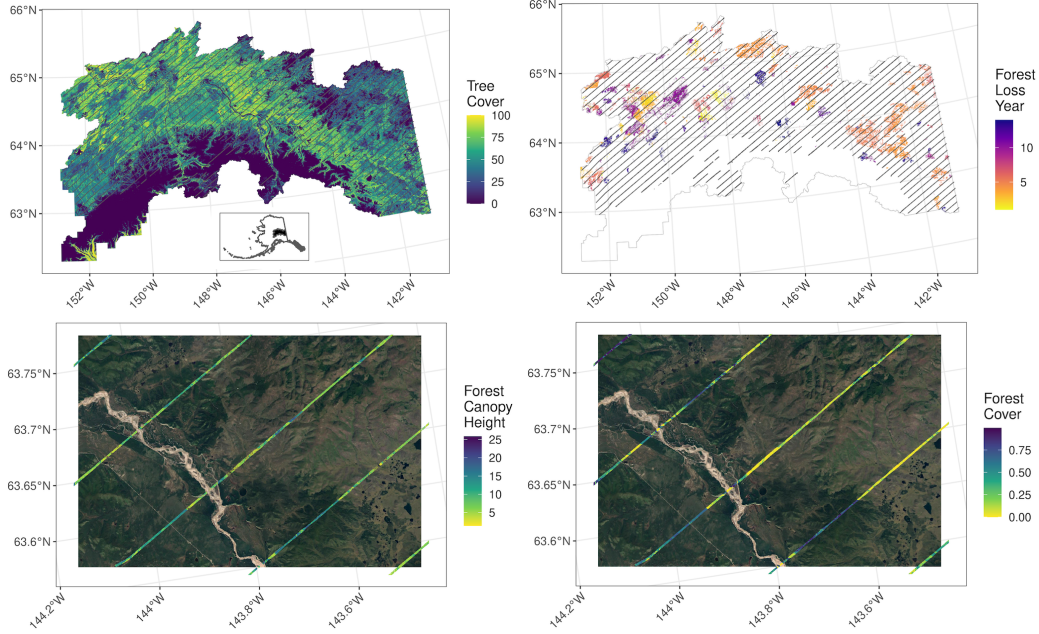 66°N
65°N
64°N
63°N
152°W
150°W
148°W
146°W
144°W
142°W
Tree
Cover
100
75
50
25
0
66°N
65°N
64°N
63°N
152°W
150°W
148°W
146°W
144°W
142°W
Forest
Loss
Year
10
5
63.75°N
63.7°N
63.65°N
63.6°N
144.2°W
144°W
143.8°W
143.6°W
Forest
Canopy
Height
25
20
15
10
5
63.75°N
63.7°N
63.65°N
63.6°N
144.2°W
144°W
143.8°W
143.6°W
Forest
Cover
0.75
0.50
0.25
0.00